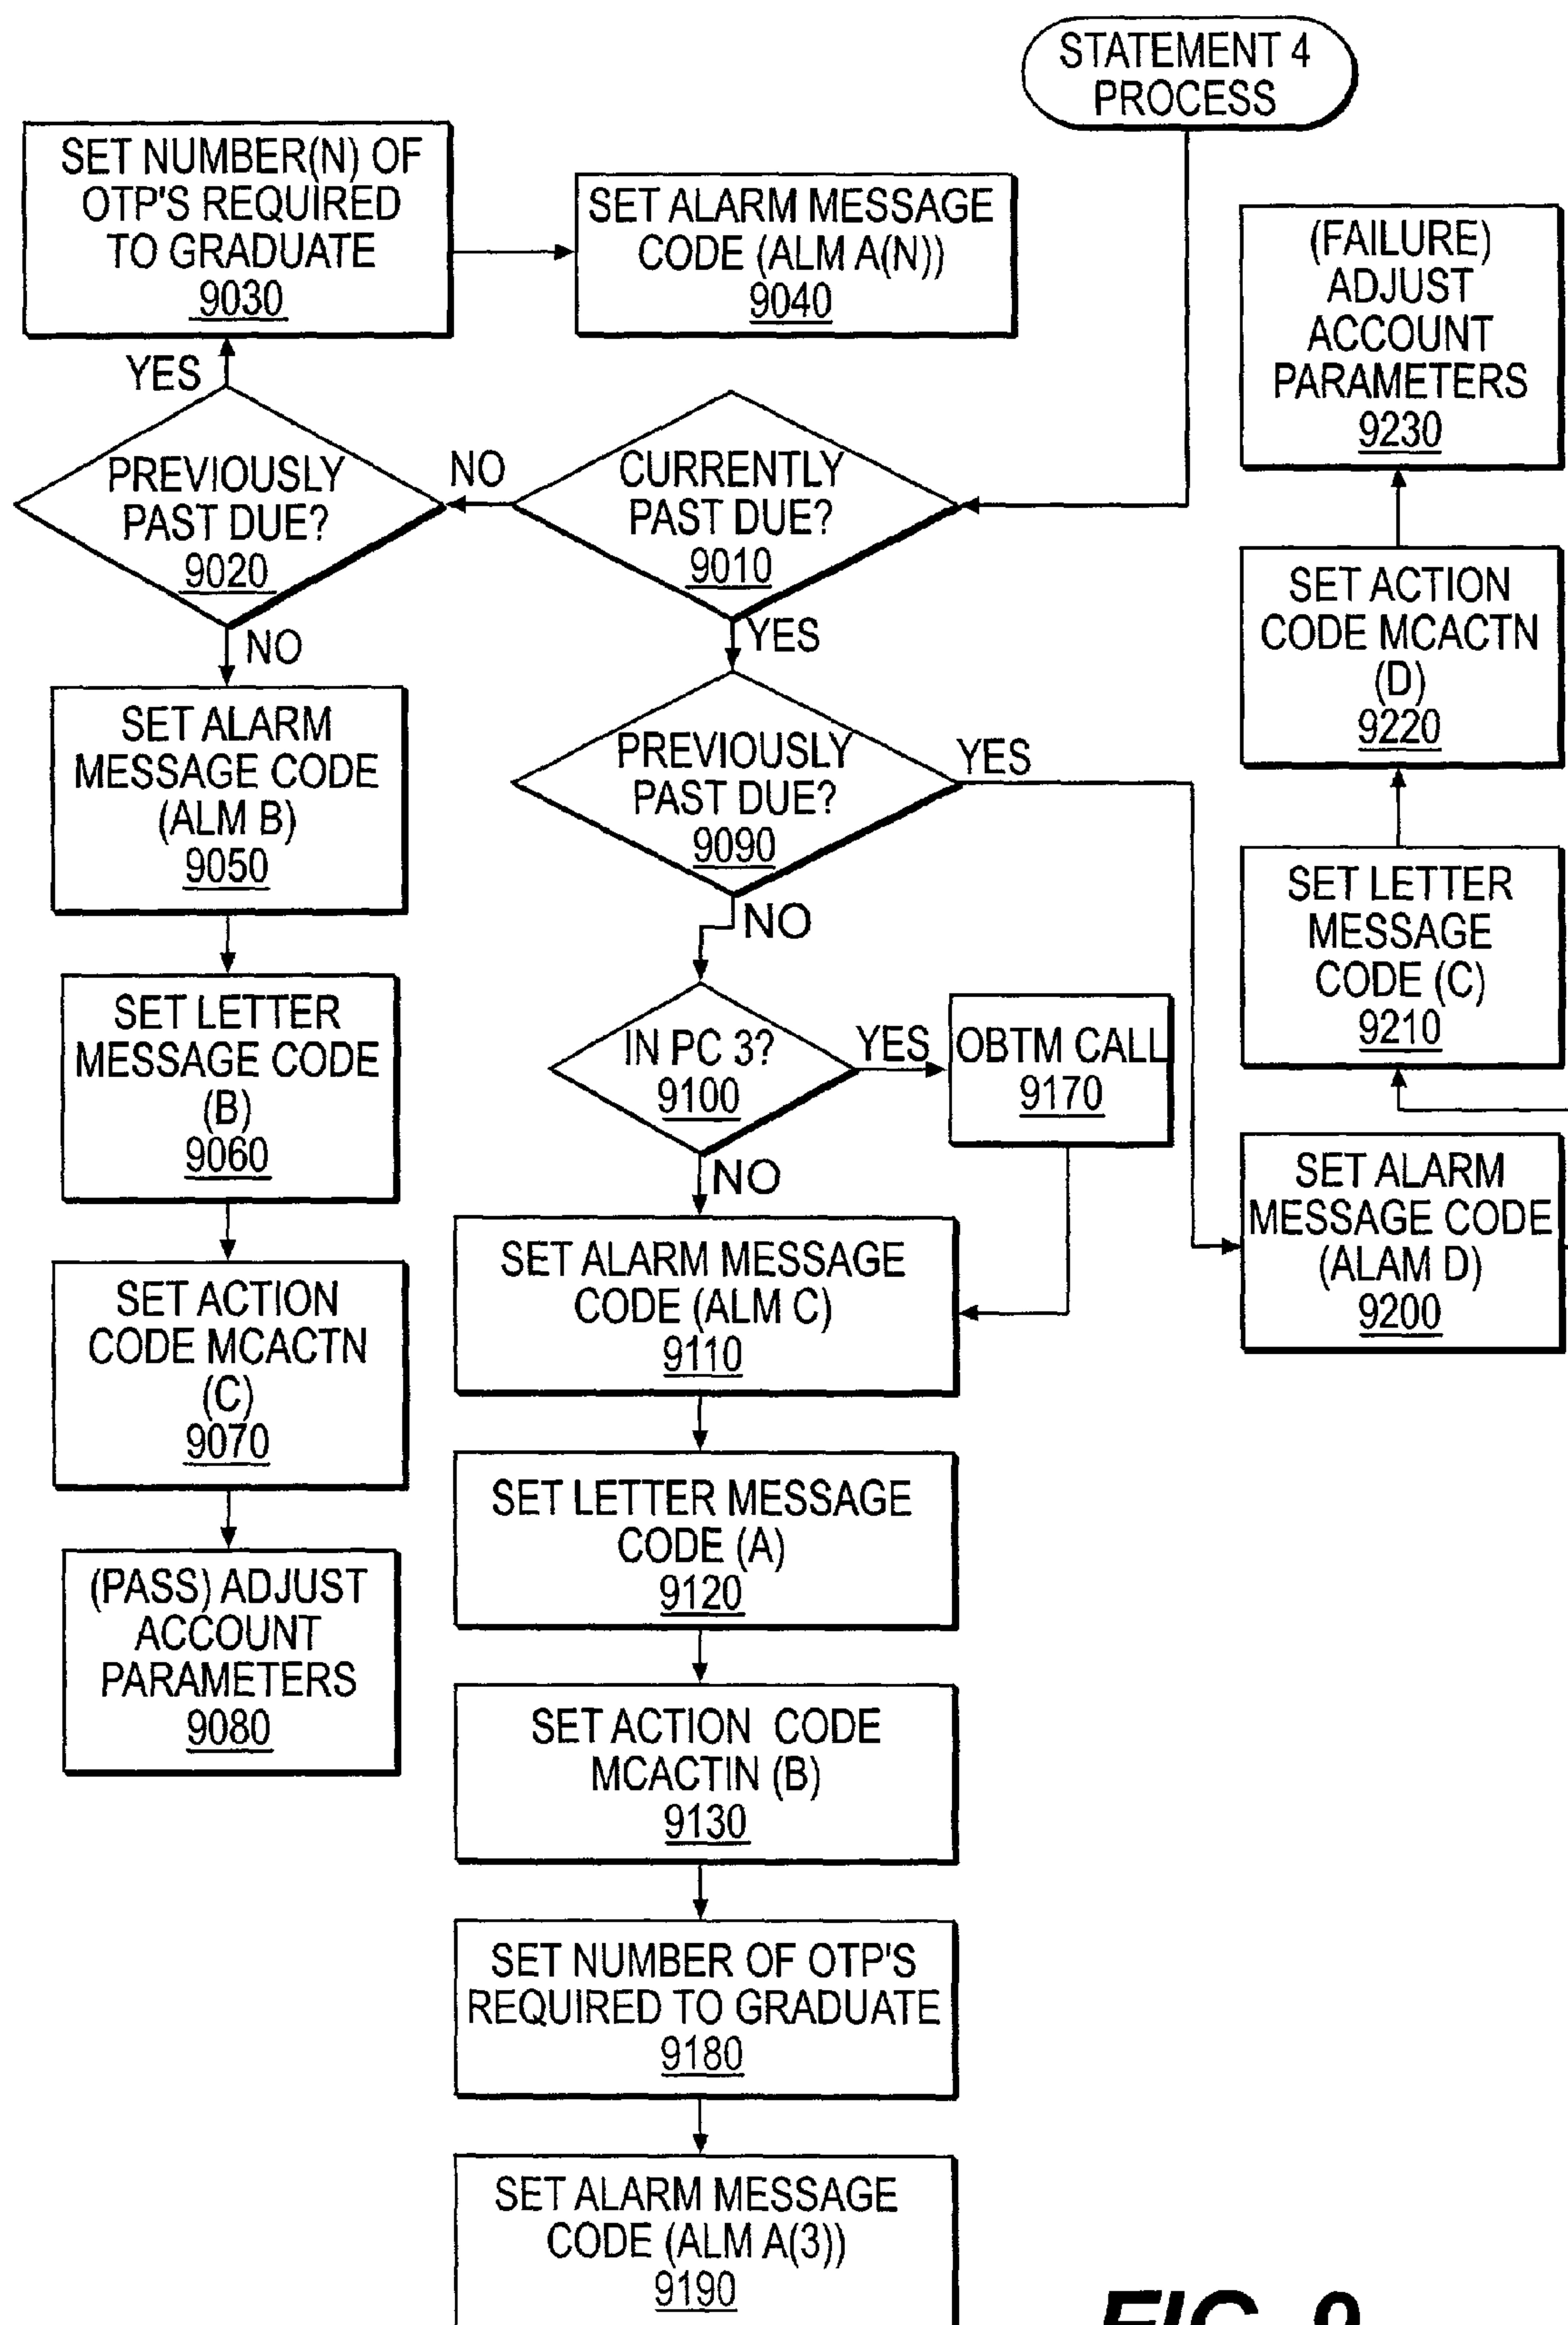 STATEMENT 4
PROCESS
SET NUMBER(N) OF
OTP'S REQUIRED
TO GRADUATE
9030
SET ALARM MESSAGE
CODE (ALM A(N))
9040
(FAILURE)
ADJUST
ACCOUNT
PARAMETERS
9230
YES
PREVIOUSLY
PAST DUE?
9020
NO
CURRENTLY
PAST DUE?
9010
NO
YES
SET ACTION
CODE MCACTN
(D)
9220
SET ALARM
MESSAGE CODE
(ALM B)
9050
PREVIOUSLY
PAST DUE?
9090
YES
NO
SET LETTER
MESSAGE
CODE (C)
9210
SET LETTER
MESSAGE CODE
(B)
9060
IN PC 3?
9100
YES
OBTM CALL
9170
NO
SET ALARM
MESSAGE CODE
(ALAM D)
9200
SET ACTION
CODE MCACTN
(C)
9070
SET ALARM MESSAGE
CODE (ALM C)
9110
(PASS) ADJUST
ACCOUNT
PARAMETERS
9080
SET LETTER MESSAGE
CODE (A)
9120
SET ACTION CODE
MCACTIN (B)
9130
SET NUMBER OF OTP'S
REQUIRED TO GRADUATE
9180
SET ALARM MESSAGE
CODE (ALM A(3))
9190
FIG. 9